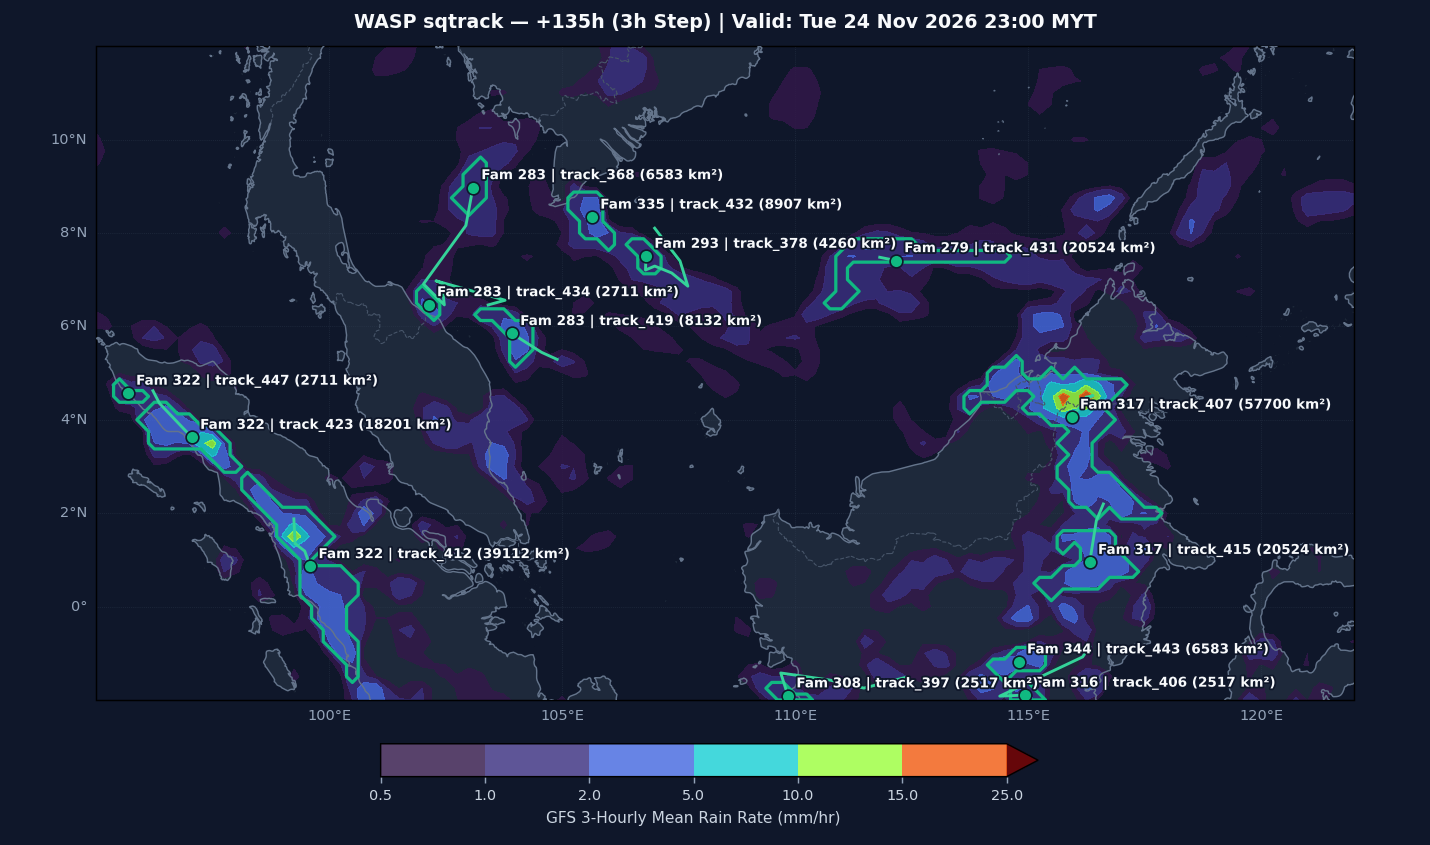 WASP sqtrack — +135h (3h Step) | Valid: Tue 24 Nov 2026 23:00 MYT
10°N
8°N
6°N
4°N
2°N
0°
Fam 283 | track_368 (6583 km²)
Fam 335 | track_432 (8907 km²)
Fam 293 | track_378 (4260 km²)
Fam 279 | track_431 (20524 km²)
Fam 283 | track_434 (2711 km²)
Fam 283 | track_419 (8132 km²)
Fam 322 | track_447 (2711 km²)
Fam 317 | track_407 (57700 km²)
Fam 322 | track_423 (18201 km²)
Fam 317 | track_415 (20524 km²)
Fam 322 | track_412 (39112 km²)
Fam 344 | track_443 (6583 km²)
Fam 308 | track_397 (2517 km²)
Fam 316 | track_406 (2517 km²)
100°E 105°E 110°E 115°E 120°E
0.5 1.0 2.0 5.0 10.0 15.0 25.0
GFS 3-Hourly Mean Rain Rate (mm/hr)